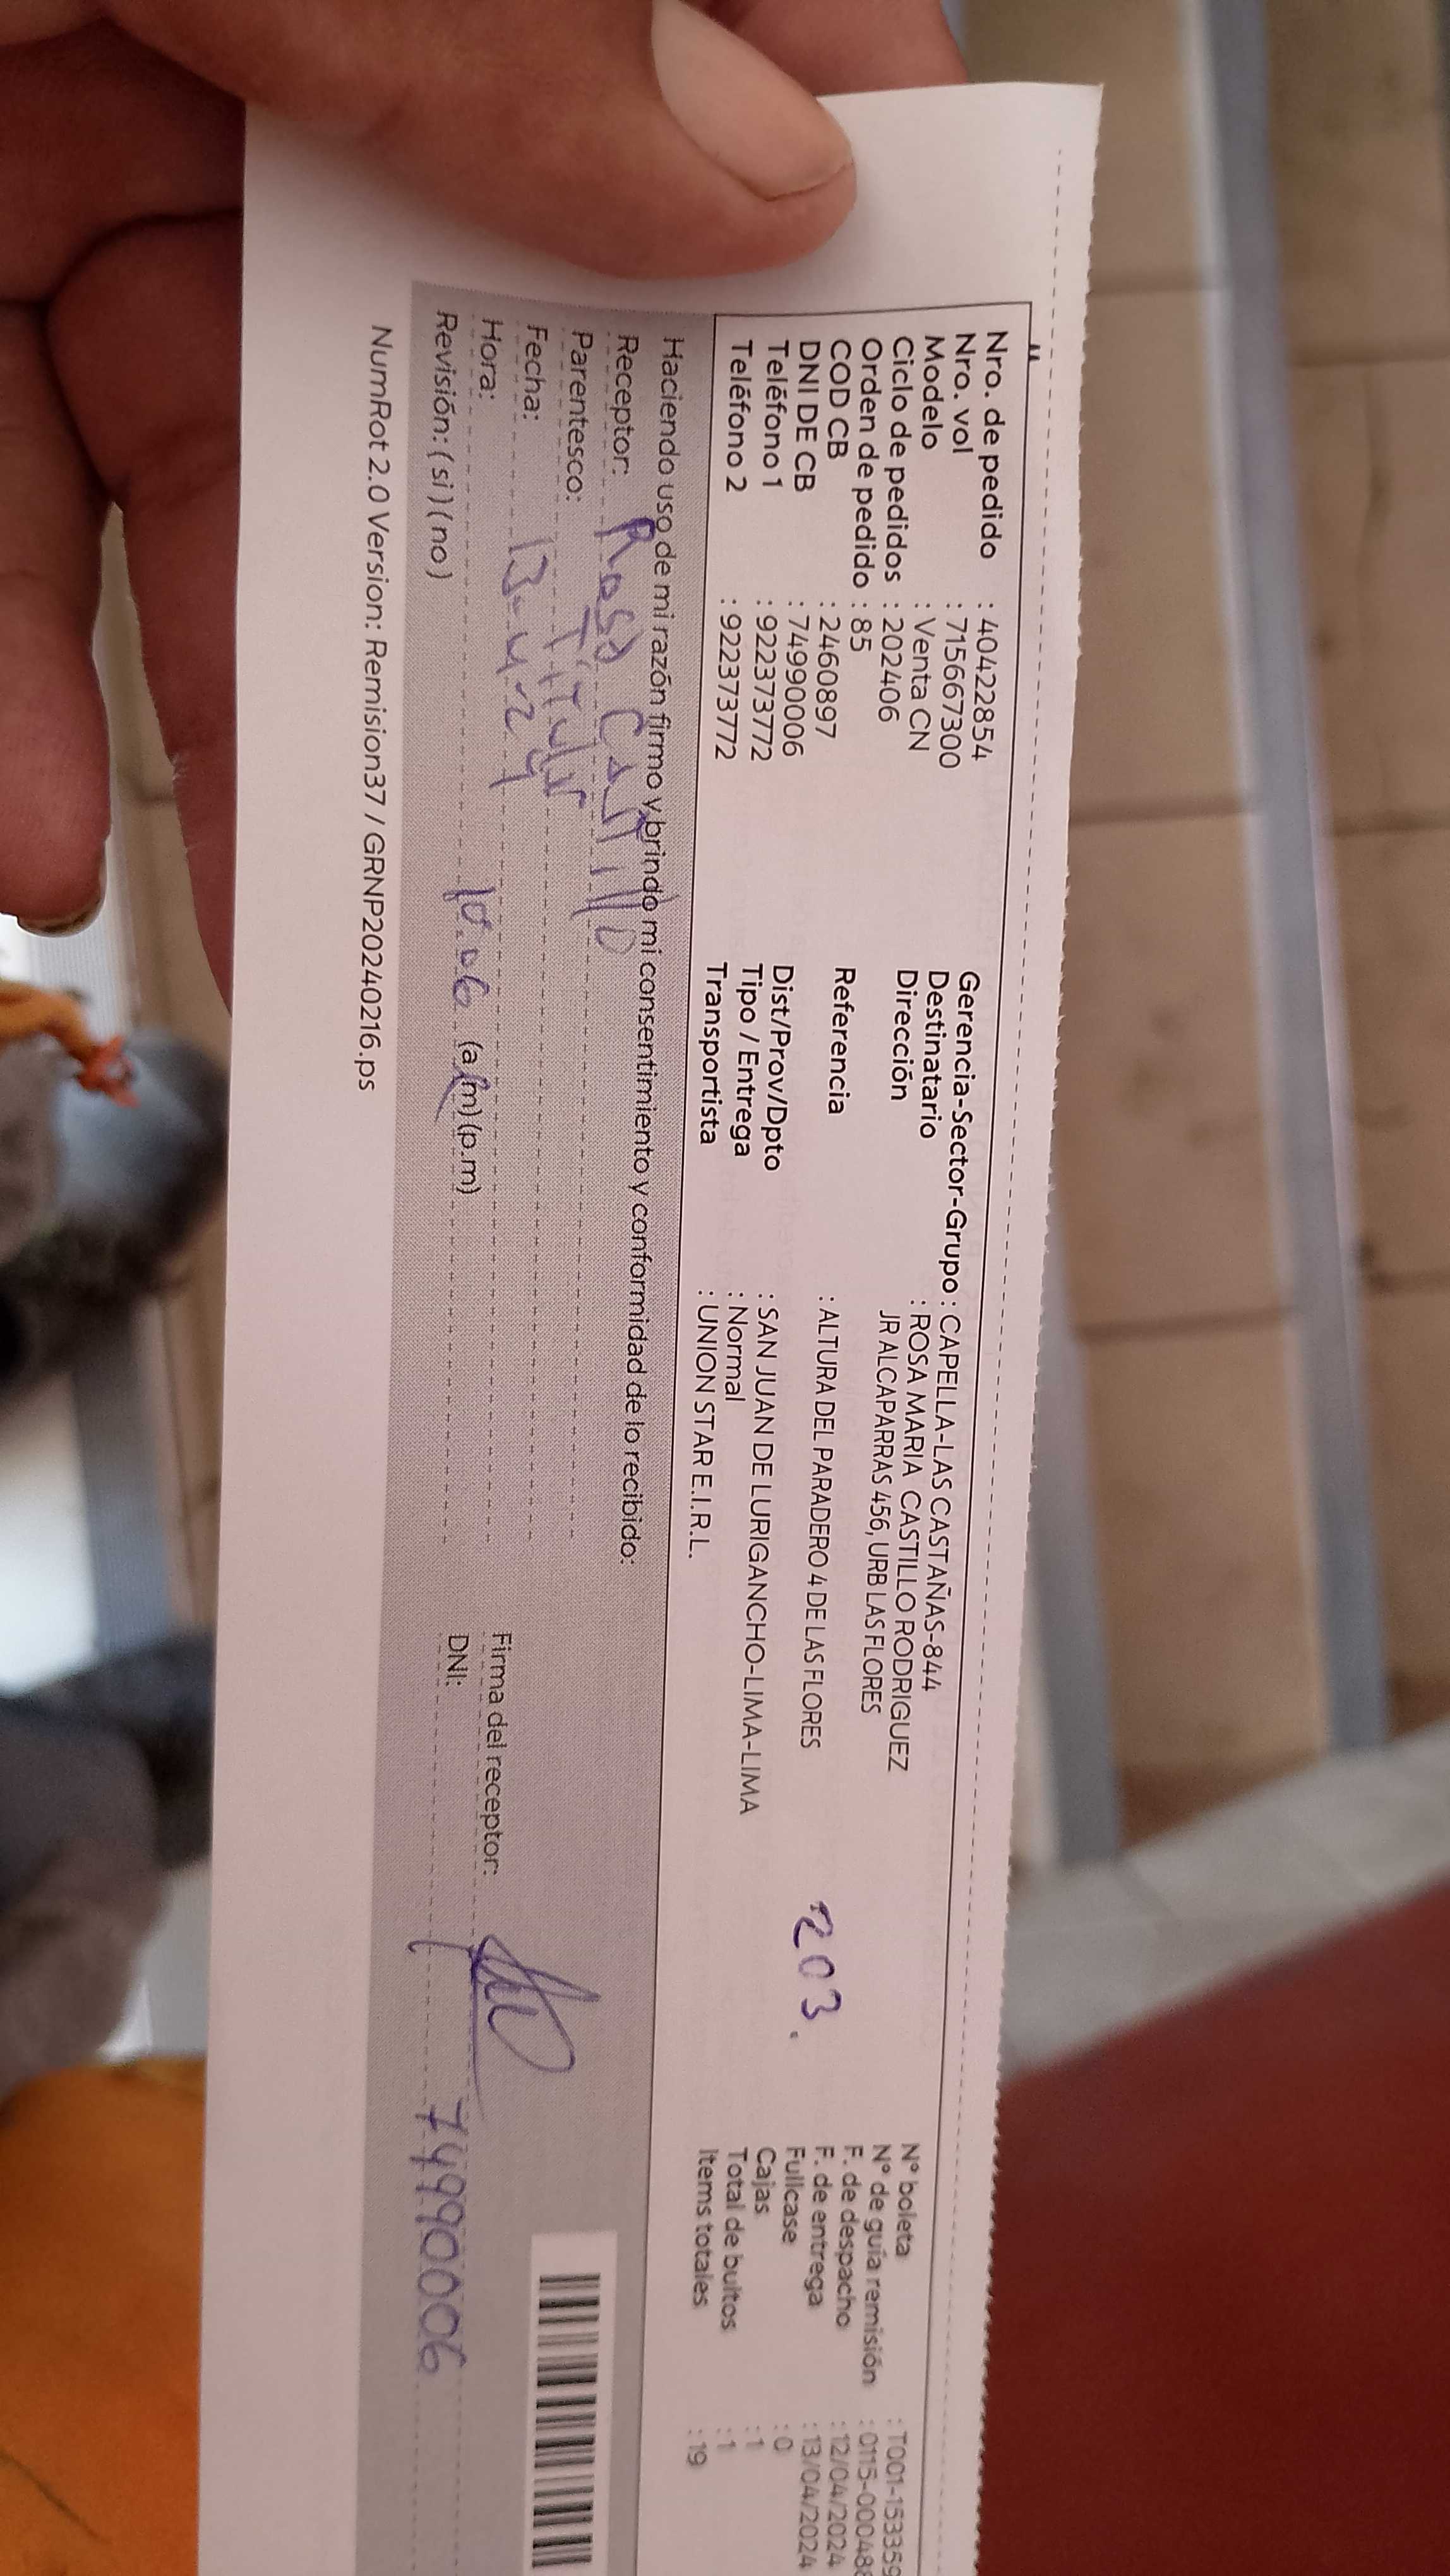 Nro. de pedido : 40422854
Nro. vol : 715667300
Modelo : Venta CN
Ciclo de pedidos : 202406
Orden de pedido : 85
COD CB : 2460897
DNI DE CB : 74990006
Teléfono 1 : 922373772
Teléfono 2 : 922373772
Gerencia-Sector-Grupo : CAPELLA-LAS CASTAÑAS-844
Destinatario : ROSA MARIA CASTILLO RODRIGUEZ
Dirección JR ALCAPARRAS 456, URB LAS FLORES
Referencia : ALTURA DEL PARADERO 4 DE LAS FLORES
Dist/Prov/Dpto : SAN JUAN DE LURIGANCHO-LIMA-LIMA
Tipo / Entrega : Normal
Transportista : UNION STAR E.I.R.L.
203.
N° boleta : T001-153359
N° de guía remisión : 0115-000488
F. de despacho : 12/04/2024
F. de entrega : 13/04/2024
Fullcase : 0
Cajas : 1
Total de bultos : 1
Items totales : 19
Haciendo uso de mi razón firmo y brindo mi consentimiento y conformidad de lo recibido:
Receptor: Rosa Castillo
Parentesco: Titular
Fecha: 13-4-24
Hora: 10:06 (a.m) (p.m)
Revisión: ( si ) ( no )
Firma del receptor:
DNI: 74990006
NumRot 2.0 Version: Remision37 / GRNP20240216.ps